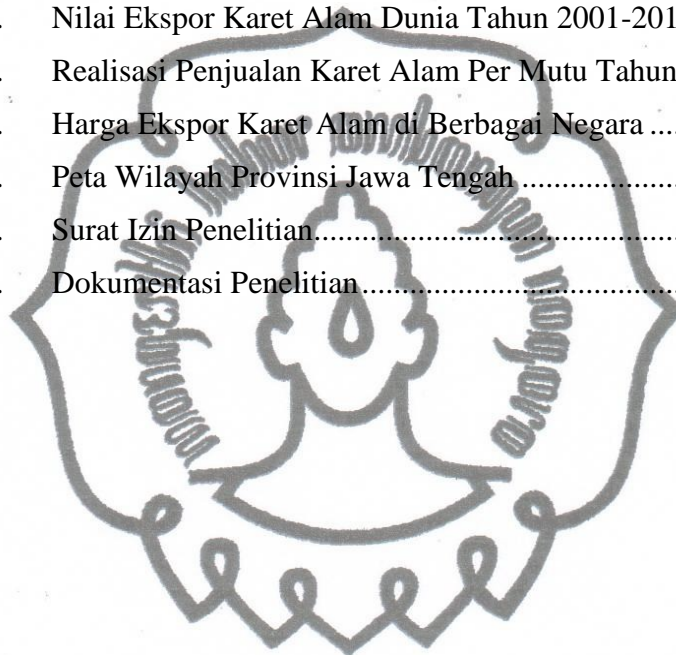 . Nilai Ekspor Karet Alam Dunia Tahun 2001-201
. Realisasi Penjualan Karet Alam Per Mutu Tahun
. Harga Ekspor Karet Alam di Berbagai Negara ....
. Peta Wilayah Provinsi Jawa Tengah ....................
. Surat Izin Penelitian..............................................
. Dokumentasi Penelitian........................................